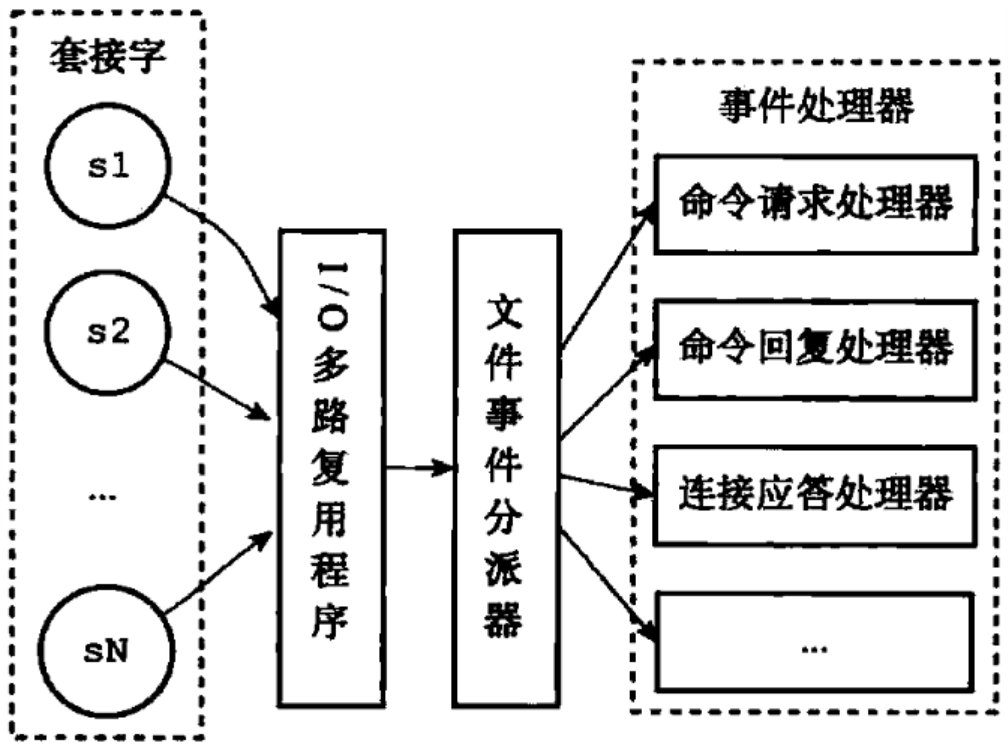 套接字
s1
s2
...
sN
I/O多路复用程序
文件事件分派器
事件处理器
命令请求处理器
命令回复处理器
连接应答处理器
...